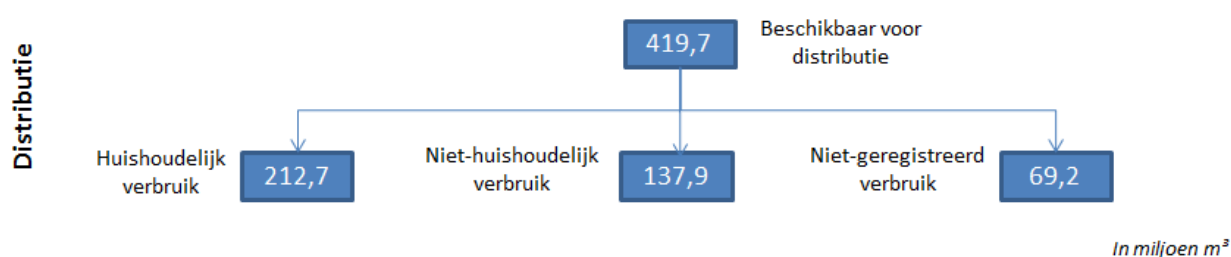 Distributie
419,7
Beschikbaar voor
distributie
Huishoudelijk
verbruik
212,7
Niet-huishoudelijk
verbruik
137,9
Niet-geregistreerd
verbruik
69,2
In miljoen m³